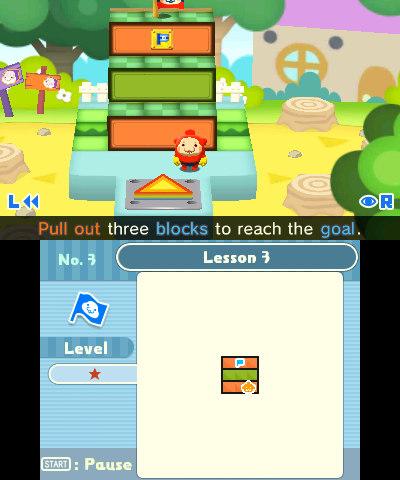 L
R
Pull out three blocks to reach the goal.
No. 3
Lesson 3
Level
START : Pause